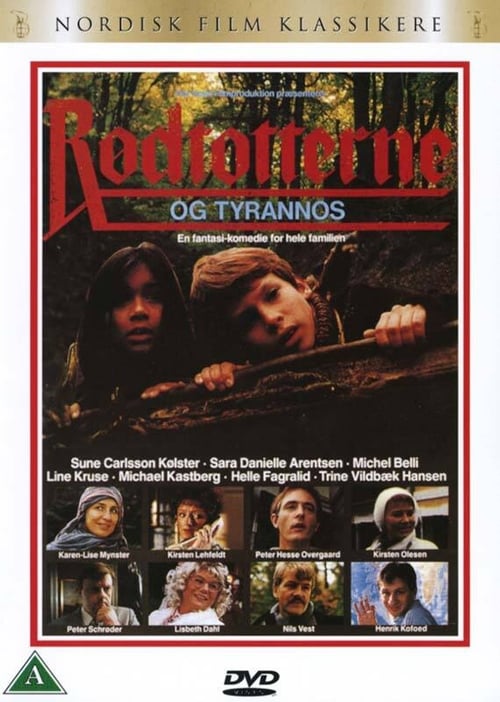 NORDISK FILM KLASSIKERE
produktion præsenterer
Rødtotterne
OG TYRANNOS
En fantasi-komedie for hele familien
Sune Carlsson Kølster · Sara Danielle Arentsen · Michel Belli
Line Kruse · Michael Kastberg · Helle Fagralid · Trine Vildbæk Hansen
Karen-Lise Mynster Kirsten Lehfeldt Peter Hesse Overgaard Kirsten Olesen
Peter Schrøder Lisbeth Dahl Nils Vest Henrik Kofoed
A DVD